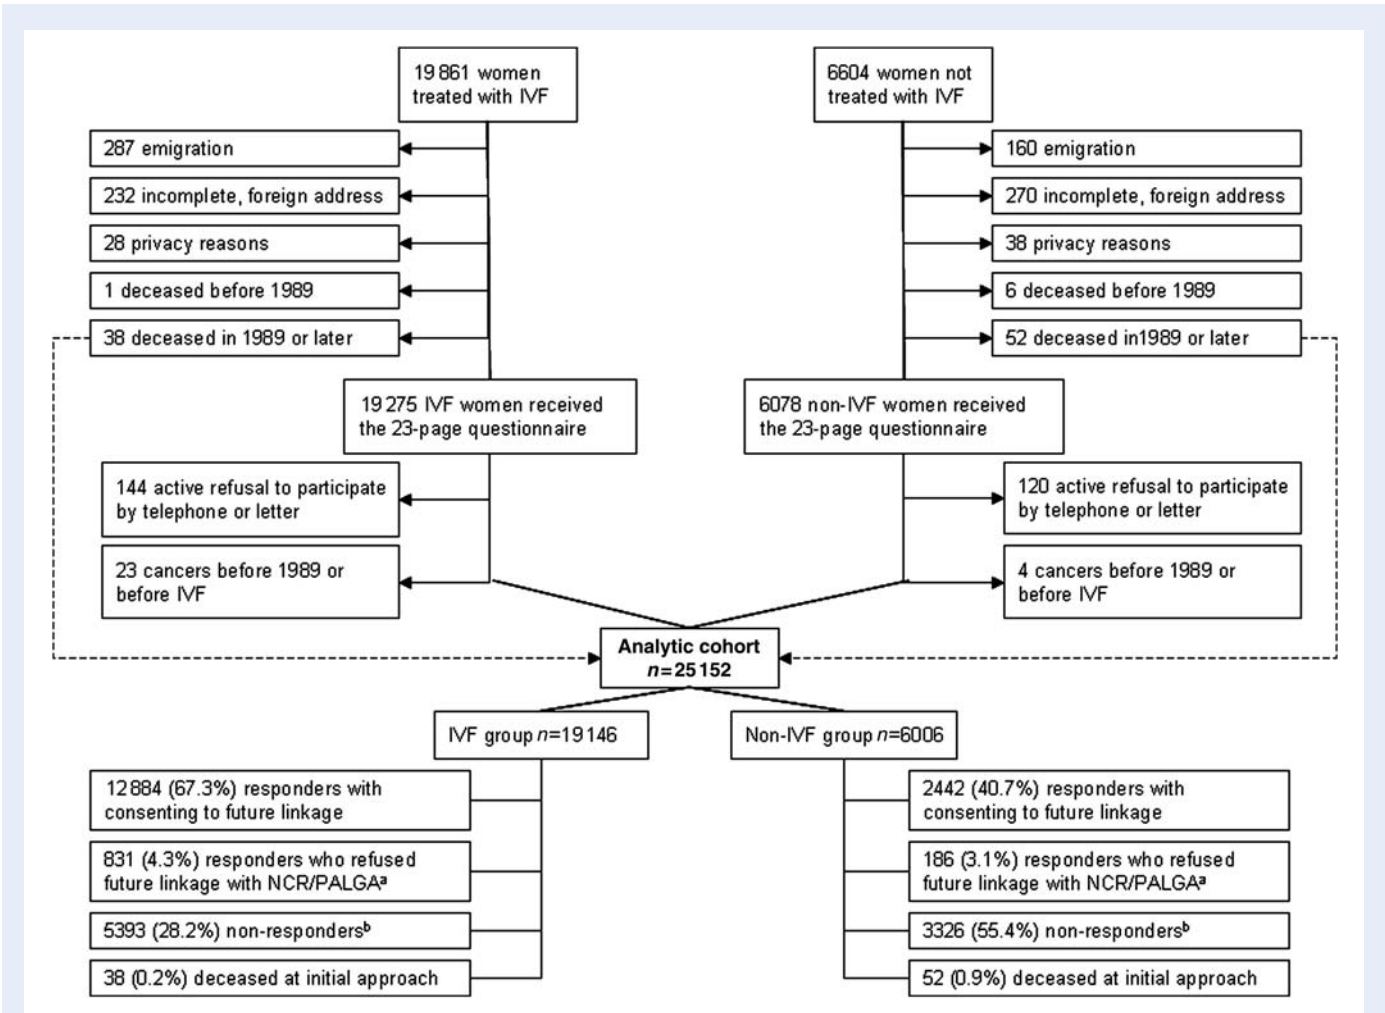 19 861 women
treated with IVF
6604 women not
treated with IVF
287 emigration
232 incomplete, foreign address
28 privacy reasons
1 deceased before 1989
38 deceased in 1989 or later
160 emigration
270 incomplete, foreign address
38 privacy reasons
6 deceased before 1989
52 deceased in1989 or later
19 275 IVF women received
the 23-page questionnaire
6078 non-IVF women received
the 23-page questionnaire
144 active refusal to participate
by telephone or letter
23 cancers before 1989 or
before IVF
120 active refusal to participate
by telephone or letter
4 cancers before 1989 or
before IVF
Analytic cohort
n=25 152
IVF group n=19 146
Non-IVF group n=6006
12 884 (67.3%) responders with
consenting to future linkage
831 (4.3%) responders who refused
future linkage with NCR/PALGAa
5393 (28.2%) non-respondersb
38 (0.2%) deceased at initial approach
2442 (40.7%) responders with
consenting to future linkage
186 (3.1%) responders who refused
future linkage with NCR/PALGAa
3326 (55.4%) non-respondersb
52 (0.9%) deceased at initial approach